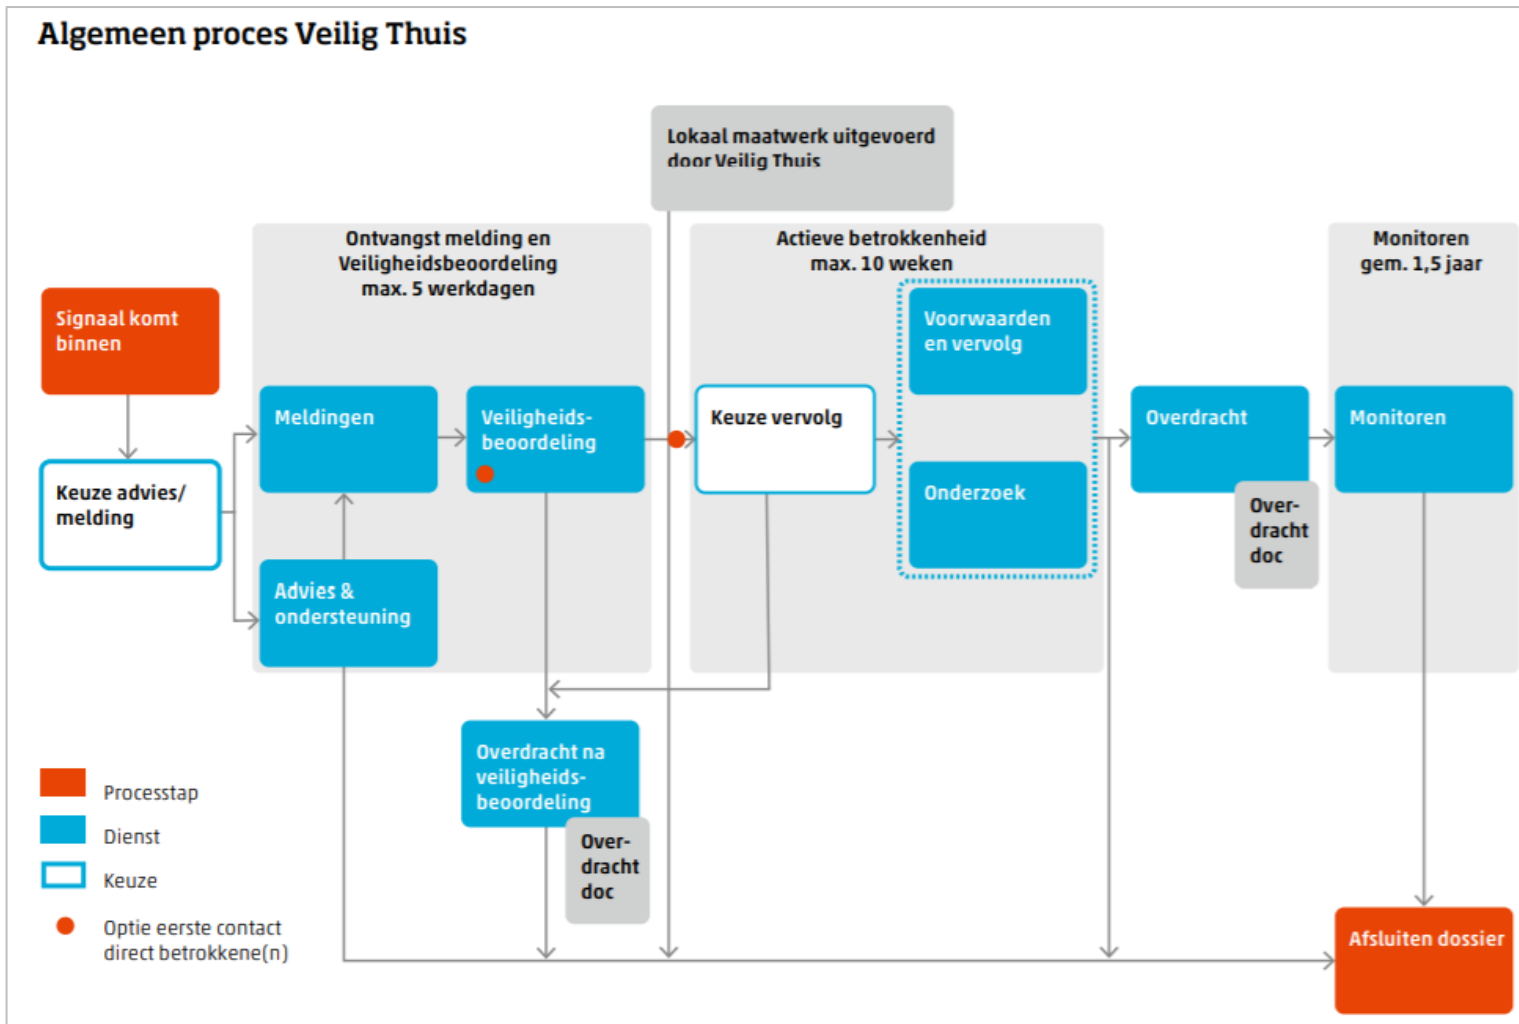 Algemeen proces Veilig Thuis
Lokaal maatwerk uitgevoerd
door Veilig Thuis
Ontvangst melding en
Veiligheidsbeoordeling
max. 5 werkdagen
Actieve betrokkenheid
max. 10 weken
Monitoren
gem. 1,5 jaar
Signaal komt
binnen
Keuze advies/
melding
Meldingen
Advies &
ondersteuning
Veiligheids-
beoordeling
Keuze vervolg
Voorwaarden
en vervolg
Onderzoek
Overdracht
Over-
dracht
doc
Monitoren
Overdracht na
veiligheids-
beoordeling
Over-
dracht
doc
Afsluiten dossier
Processtap
Dienst
Keuze
Optie eerste contact
direct betrokkene(n)